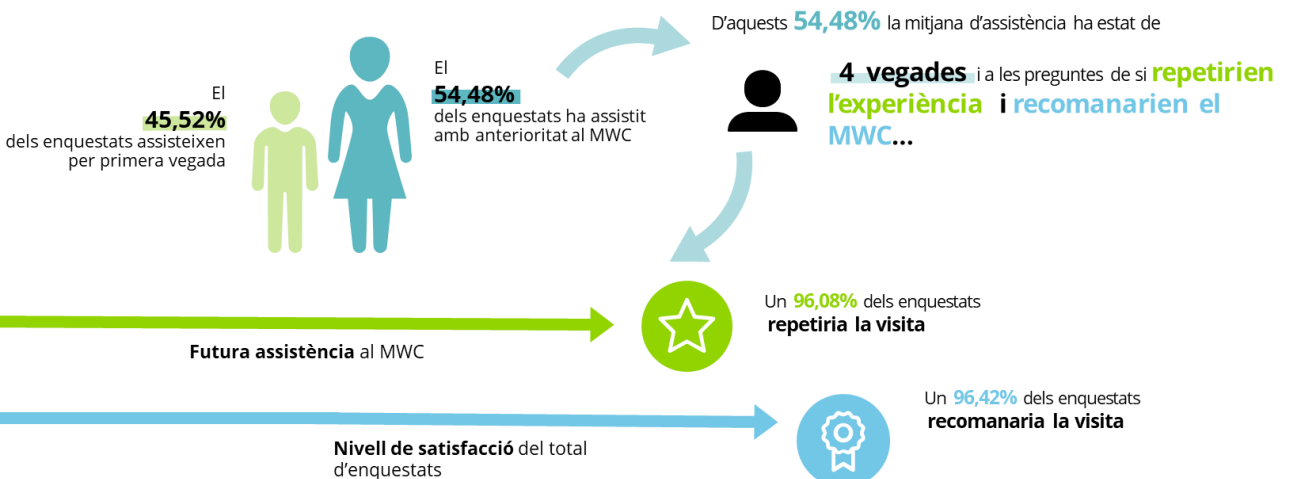 El
45,52%
dels enquestats assisteixen
per primera vegada
El
54,48%
dels enquestats ha assistit
amb anterioritat al MWC
D'aquests 54,48% la mitjana d'assistència ha estat de
4 vegades i a les preguntes de si repetirien
l'experiència i recomanarien el
MWC...
Futura assistència al MWC
Un 96,08% dels enquestats
repetiria la visita
Nivell de satisfacció del total
d'enquestats
Un 96,42% dels enquestats
recomanaria la visita